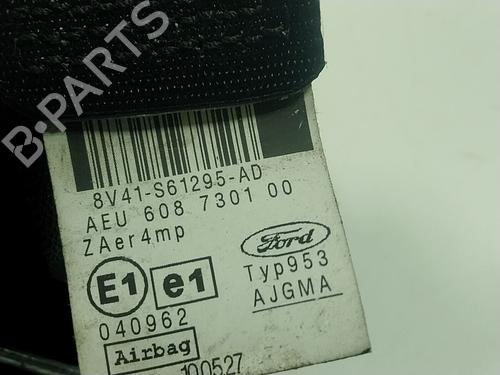 B-PARTS
8V41-S61295-AD
AEU 608 7301 00
ZAer4mp
Ford
E1 e1
Typ953
040962
AJGMA
Airbag
100527